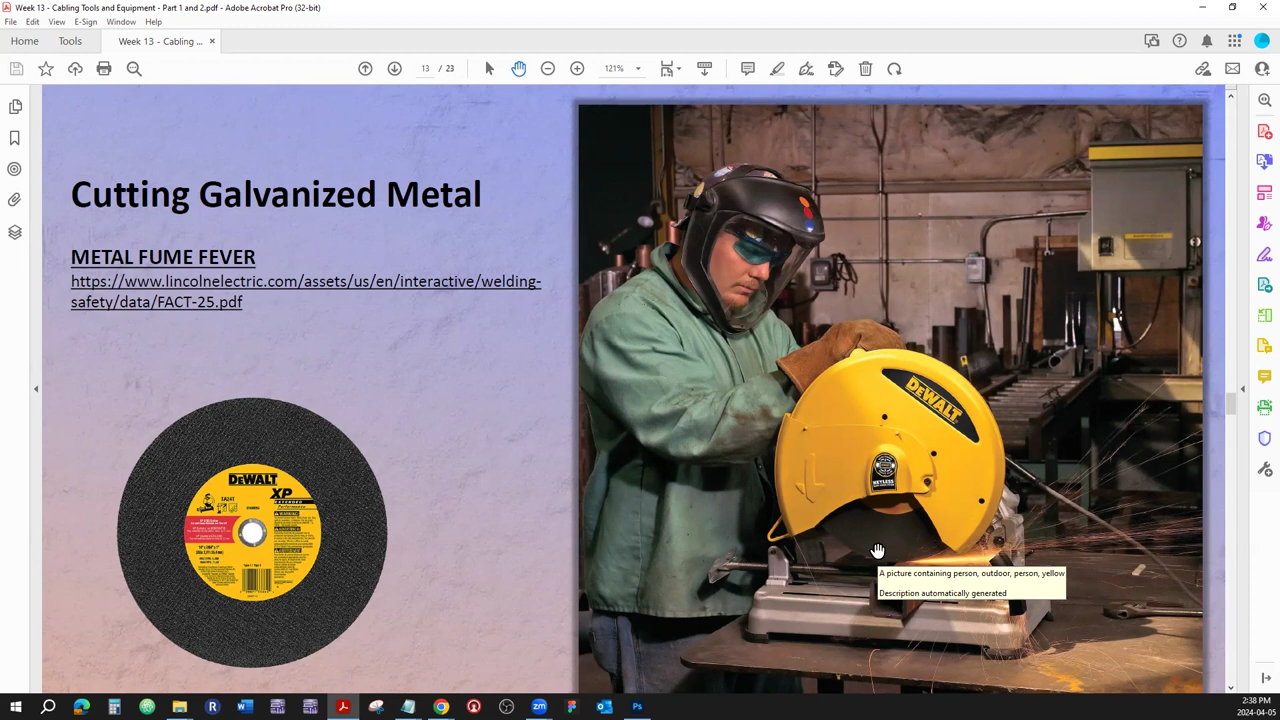 Week 13 - Cabling Tools and Equipment - Part 1 and 2.pdf - Adobe Acrobat Pro (32-bit)
File Edit View E-Sign Window Help
Home Tools Week 13 - Cabling ... ×
13 / 23 121%
Cutting Galvanized Metal
METAL FUME FEVER
https://www.lincolnelectric.com/assets/us/en/interactive/welding-
safety/data/FACT-25.pdf
DEWALT
KEYLESS
DEWALT
XP
EXTENDED
A picture containing person, outdoor, person, yellow
Description automatically generated
2:38 PM
2024-04-05